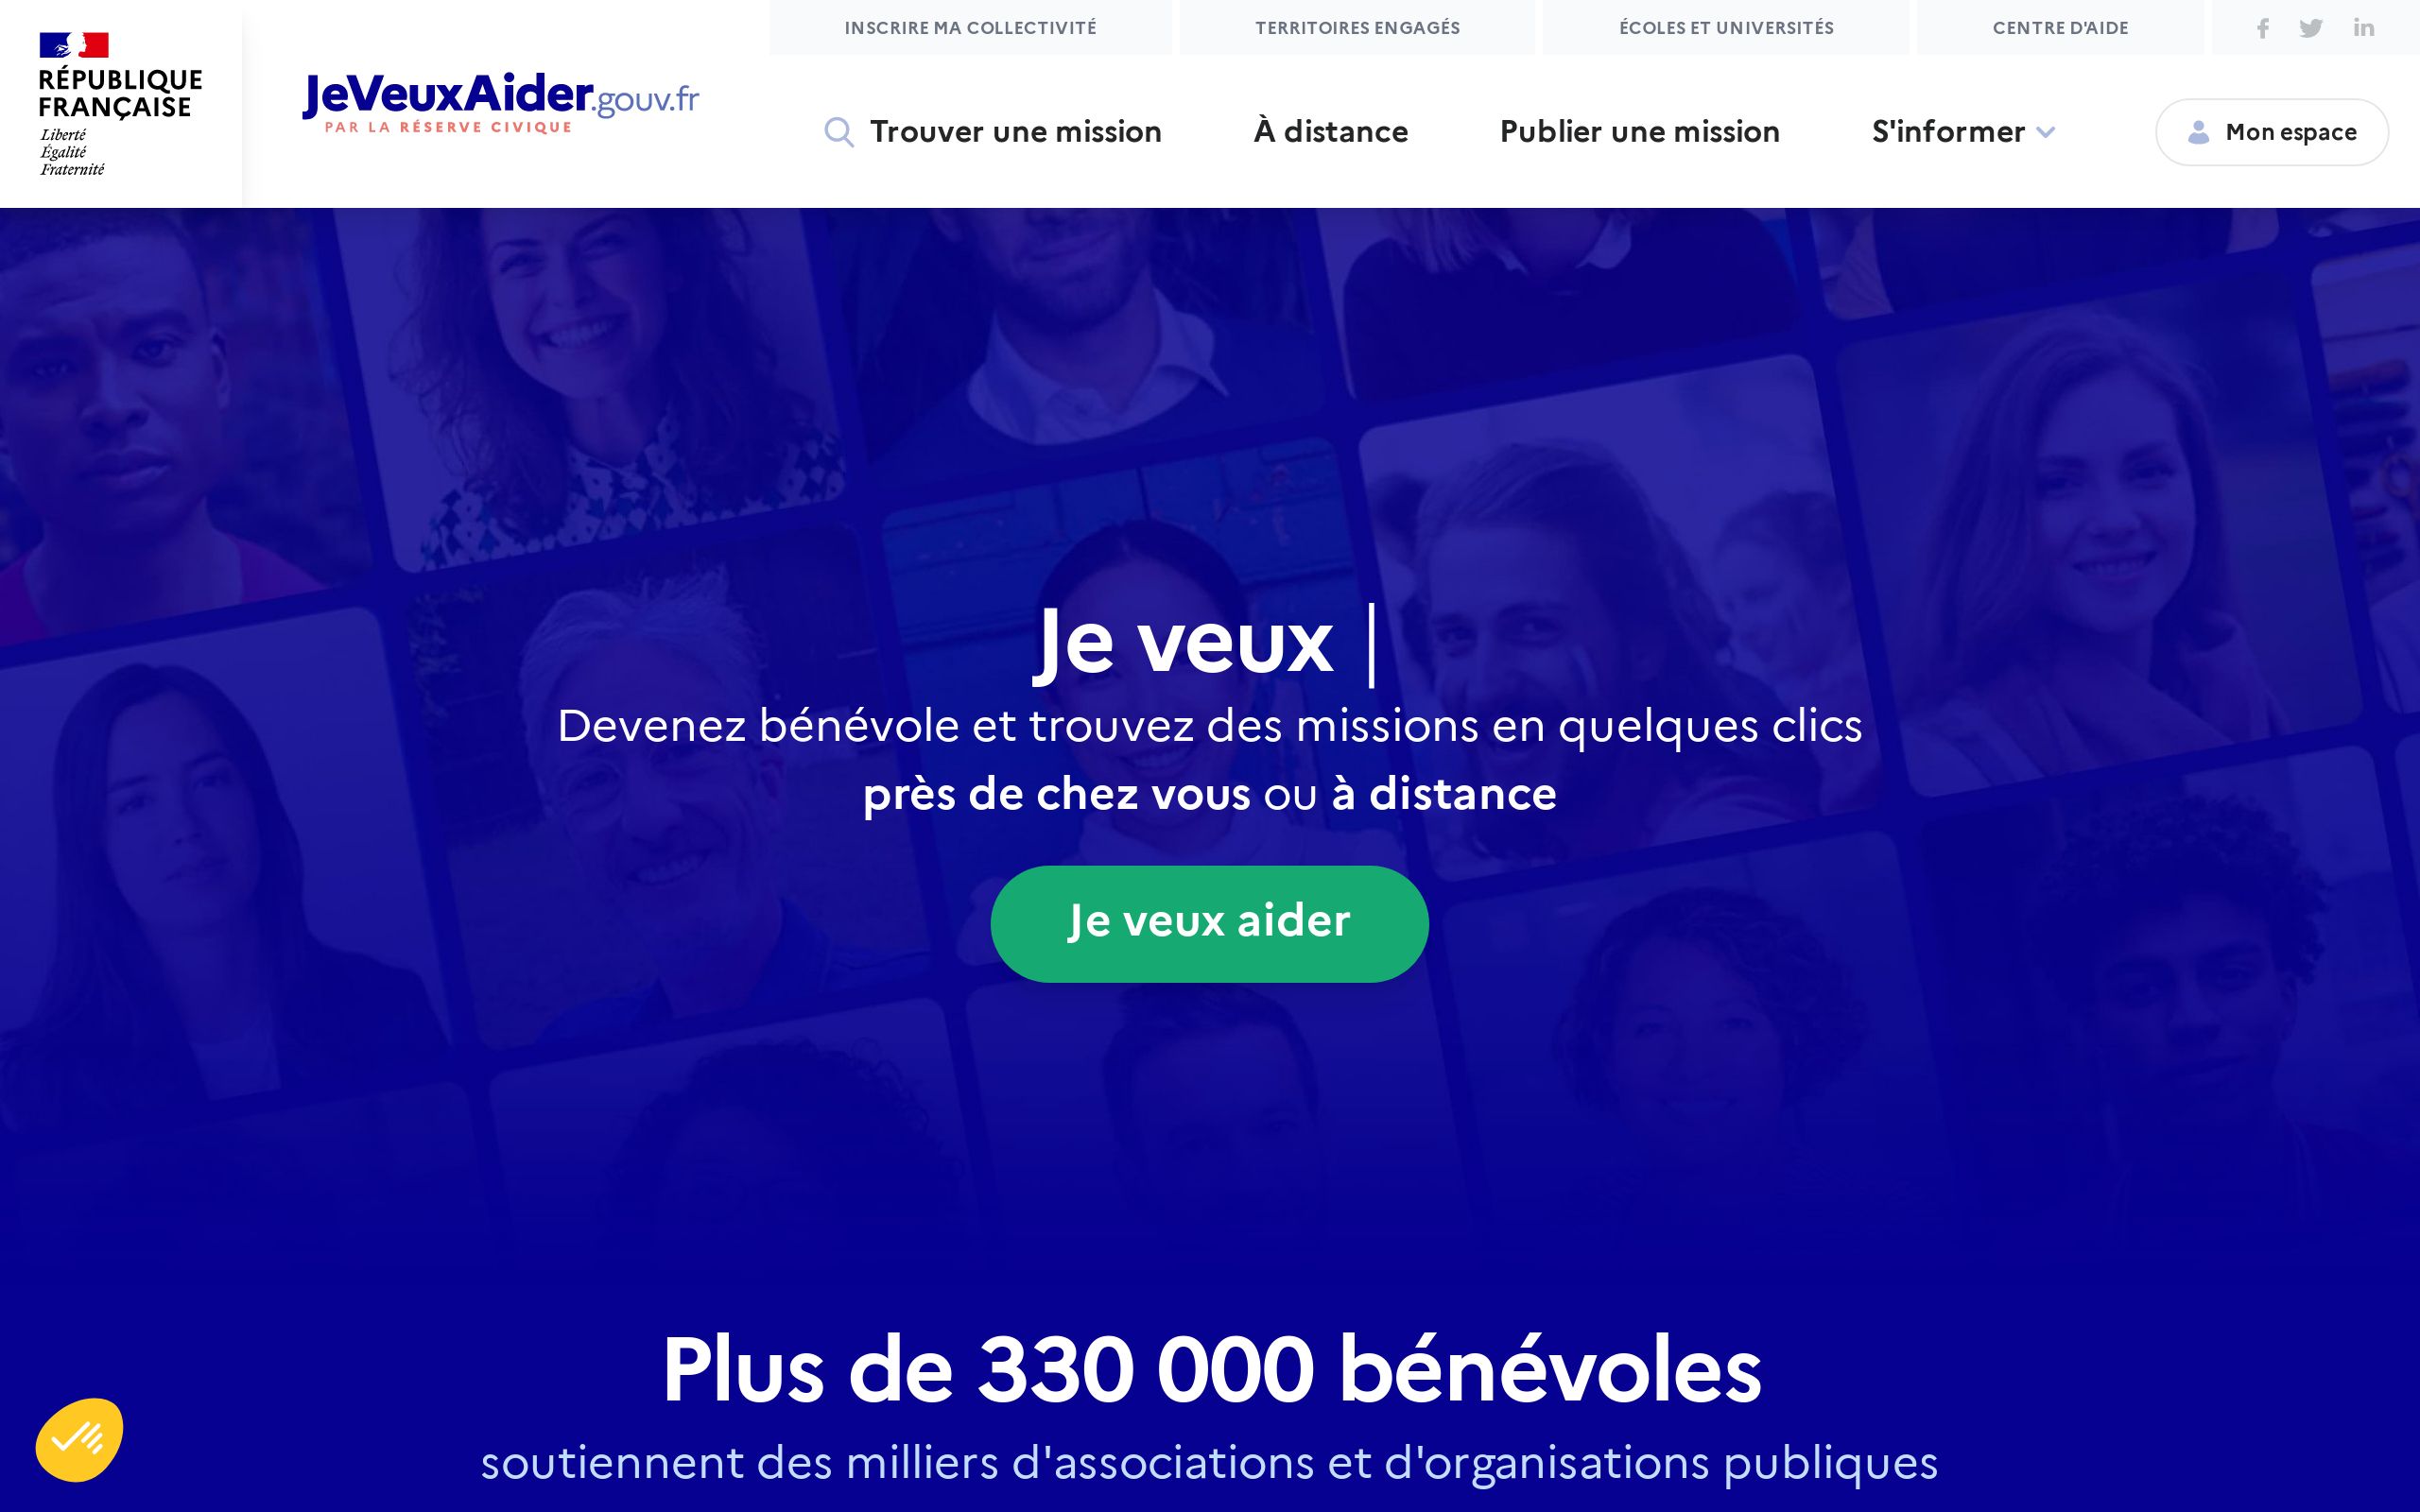 INSCRIRE MA COLLECTIVITÉ
TERRITOIRES ENGAGÉS
ÉCOLES ET UNIVERSITÉS
CENTRE D'AIDE
RÉPUBLIQUE
FRANÇAISE
Liberté
Égalité
Fraternité
JeVeuxAider.gouv.fr
PAR LA RÉSERVE CIVIQUE
Trouver une mission
À distance
Publier une mission
S'informer
Mon espace
Je veux |
Devenez bénévole et trouvez des missions en quelques clics
près de chez vous ou à distance
Je veux aider
Plus de 330 000 bénévoles
soutiennent des milliers d'associations et d'organisations publiques